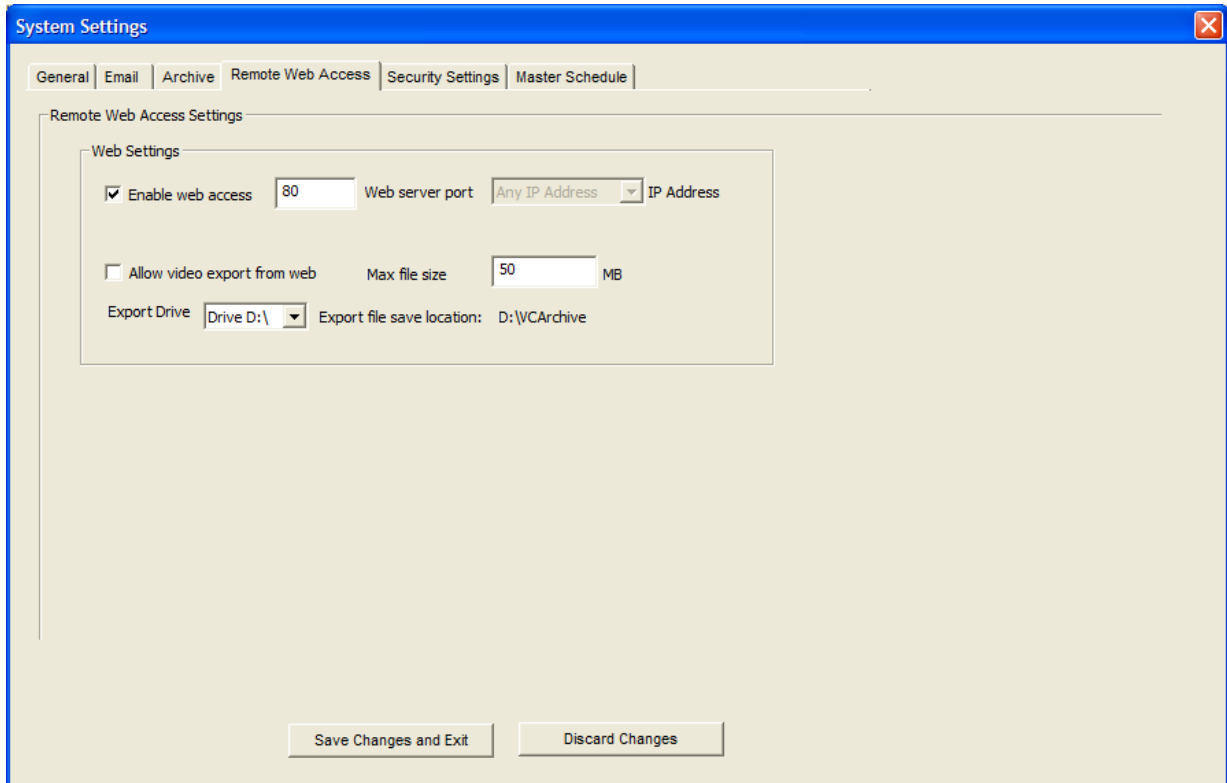 System Settings
General Email Archive Remote Web Access Security Settings Master Schedule
Remote Web Access Settings
Web Settings
Enable web access 80 Web server port Any IP Address IP Address
Allow video export from web Max file size 50 MB
Export Drive Drive D:\ Export file save location: D:\VCArchive
Save Changes and Exit Discard Changes